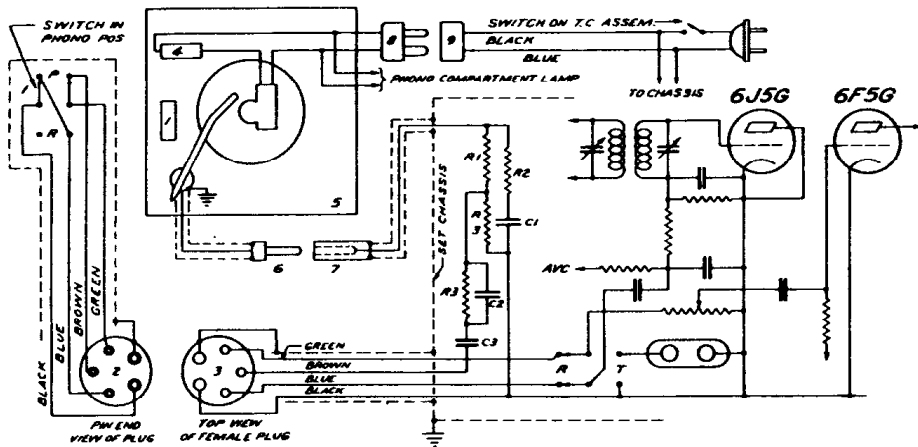 SWITCH IN
PHONO POS
P
R
BLACK
BLUE
BROWN
GREEN
2
PIN END
VIEW OF PLUG
4
1
5
8
9
SWITCH ON T.C ASSEM.
BLACK
BLUE
PHONO COMPARTMENT LAMP
TO CHASSIS
6
7
SET CHASSIS
R1
R2
R
3
C1
R3
C2
C3
6J5G
6F5G
AVC
3
GREEN
BROWN
BLUE
BLACK
R
T
TOP VIEW
OF FEMALE PLUG